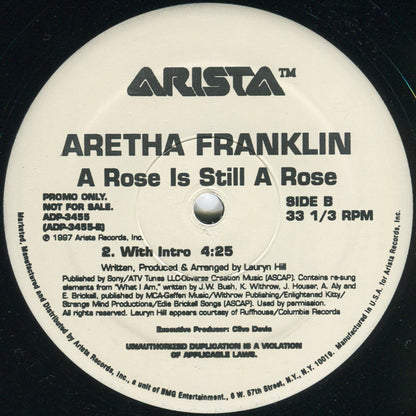 ARISTA™
ARETHA FRANKLIN
A Rose Is Still A Rose
PROMO ONLY.
NOT FOR SALE.
ADP-3455
(ADP-3455-B)
℗ 1997 Arista Records, Inc.
SIDE B
33 1/3 RPM
2. With Intro 4:25
Written, Produced & Arranged by Lauryn Hill
Published by Sony/ATV Tunes LLC/Obverse Creation Music (ASCAP). Contains re-sung
elements from "What I Am," written by J.W. Bush, K. Withrow, J. Houser, A. Aly and
E. Brickell, published by MCA-Geffen Music/Withrow Publishing/Enlightened Kitty/
Strange Mind Productions/Edie Brickell Songs (ASCAP). Used by permission.
All rights reserved. Lauryn Hill appears courtesy of Ruffhouse/Columbia Records
Executive Producer: Clive Davis
UNAUTHORIZED DUPLICATION IS A VIOLATION
OF APPLICABLE LAWS.
Marketed, Manufactured and Distributed by Arista Records, Inc., a unit of BMG Entertainment., 6 W. 57th Street, N.Y., N.Y. 10019. Manufactured in U.S.A. for Arista Records, Inc.